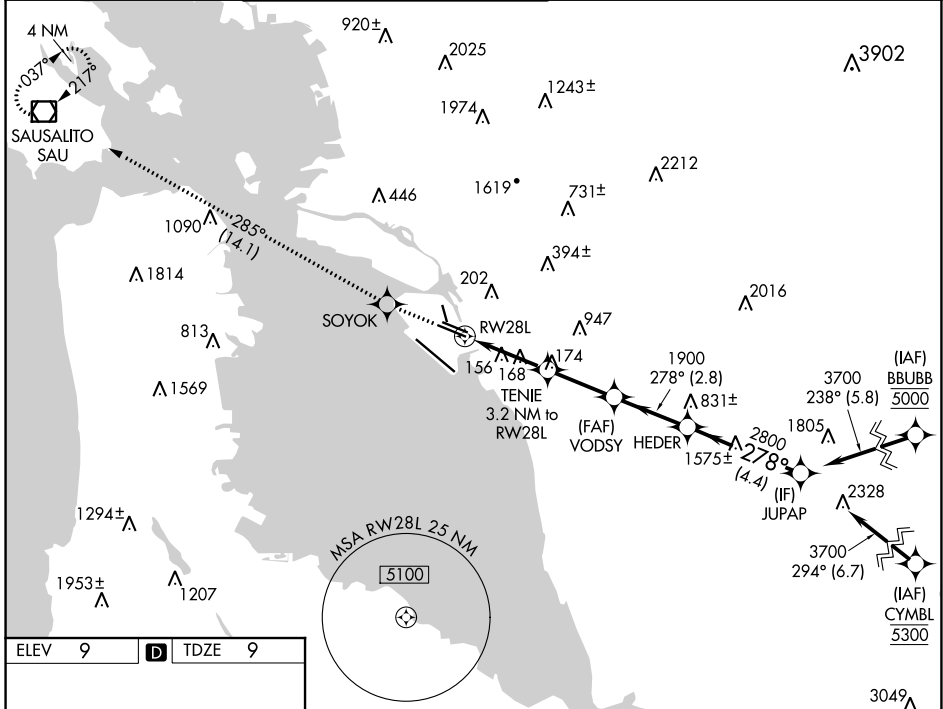 4 NM
037°
217°
SAUSALITO
SAU
920±
2025
1974
1243±
3902
2212
1619
731±
446
1090
285°
(14.1)
1814
394±
202
2016
SOYOK
RW28L
947
813
156
168
174
1569
TENIE
3.2 NM to
RW28L
1900
278° (2.8)
831±
(FAF)
VODSY
HEDER
1575±
2800
278°
(4.4)
1805
3700
238° (5.8)
(IAF)
BBUBB
5000
(IF)
JUPAP
2328
3700
294° (6.7)
(IAF)
CYMBL
5300
1294±
1953±
1207
MSA RW28L 25 NM
5100
ELEV 9 D TDZE 9
3049